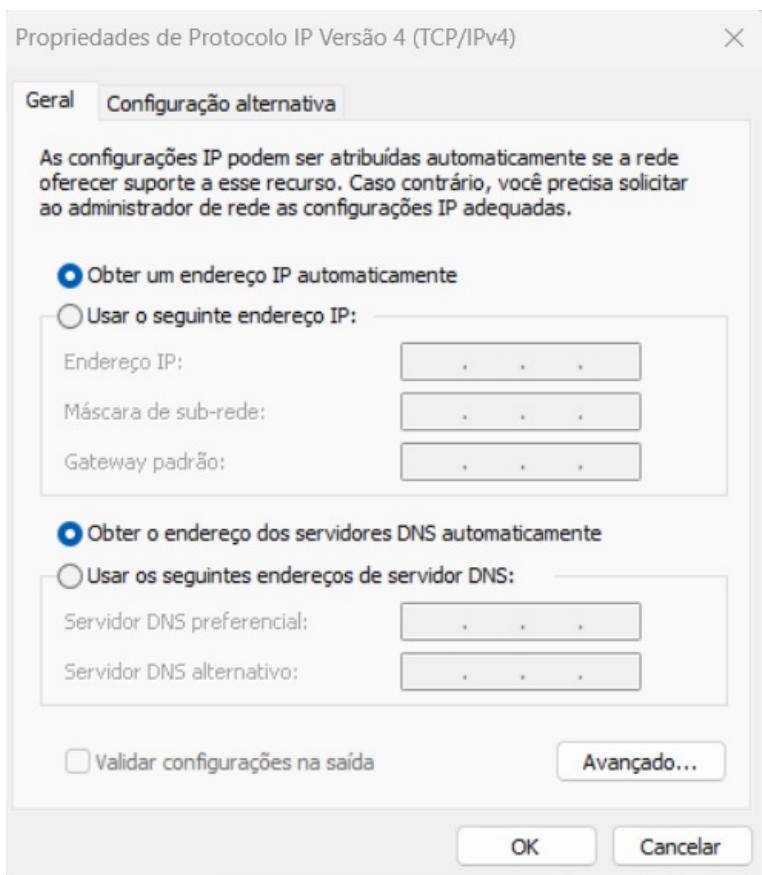 Propriedades de Protocolo IP Versão 4 (TCP/IPv4)
Geral
Configuração alternativa
As configurações IP podem ser atribuídas automaticamente se a rede
oferecer suporte a esse recurso. Caso contrário, você precisa solicitar
ao administrador de rede as configurações IP adequadas.
Obter um endereço IP automaticamente
Usar o seguinte endereço IP:
Endereço IP:
Máscara de sub-rede:
Gateway padrão:
Obter o endereço dos servidores DNS automaticamente
Usar os seguintes endereços de servidor DNS:
Servidor DNS preferencial:
Servidor DNS alternativo:
Validar configurações na saída
Avançado...
OK
Cancelar